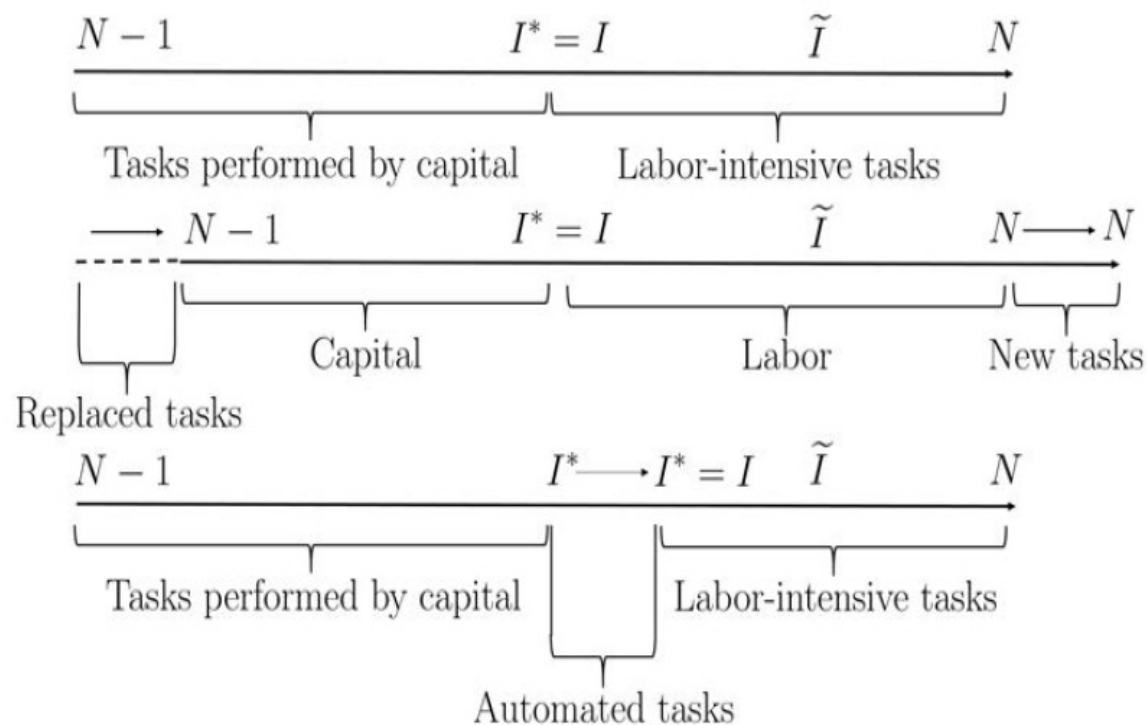 N − 1 I* = I Ĩ N
Tasks performed by capital Labor-intensive tasks
N − 1 I* = I Ĩ N N
Capital Labor New tasks
Replaced tasks
N − 1 I* I* = I Ĩ N
Tasks performed by capital Labor-intensive tasks
Automated tasks